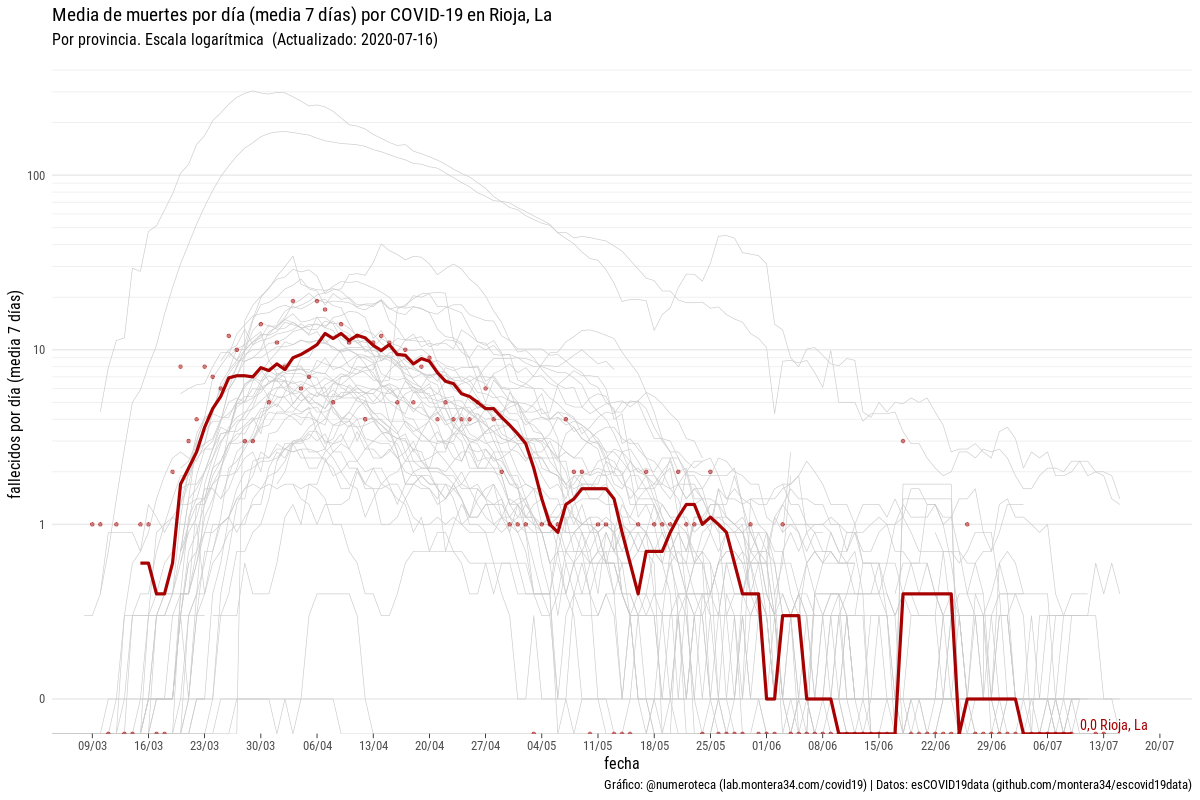 Media de muertes por día (media 7 días) por COVID-19 en Rioja, La
Por provincia. Escala logarítmica (Actualizado: 2020-07-16)
fallecidos por día (media 7 días)
100
10
1
0
0,0 Rioja, La
09/03 16/03 23/03 30/03 06/04 13/04 20/04 27/04 04/05 11/05 18/05 25/05 01/06 08/06 15/06 22/06 29/06 06/07 13/07 20/07
fecha
Gráfico: @numeroteca (lab.montera34.com/covid19) | Datos: esCOVID19data (github.com/montera34/escovid19data)